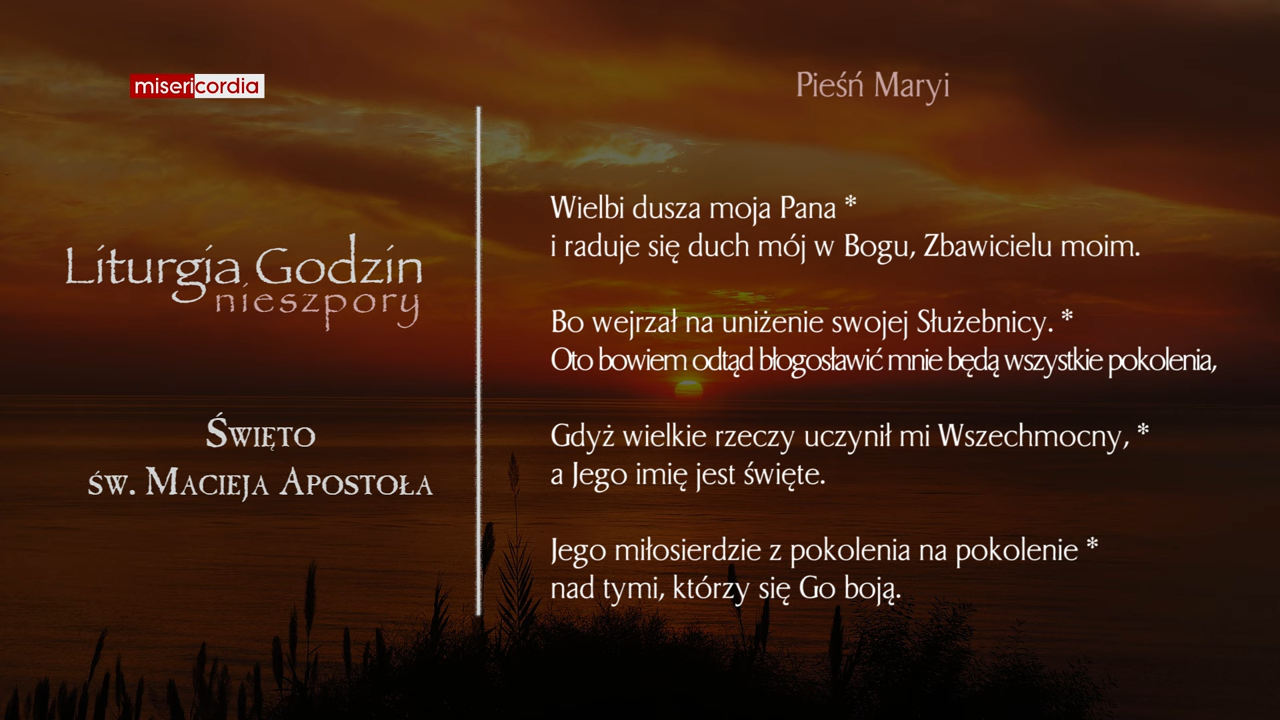 misericordia
Liturgia Godzin
nieszpory
Święto
św. Macieja Apostoła
Pieśń Maryi
Wielbi dusza moja Pana *
i raduje się duch mój w Bogu, Zbawicielu moim.
Bo wejrzał na uniżenie swojej Służebnicy. *
Oto bowiem odtąd błogosławić mnie będą wszystkie pokolenia,
Gdyż wielkie rzeczy uczynił mi Wszechmocny, *
a Jego imię jest święte.
Jego miłosierdzie z pokolenia na pokolenie *
nad tymi, którzy się Go boją.